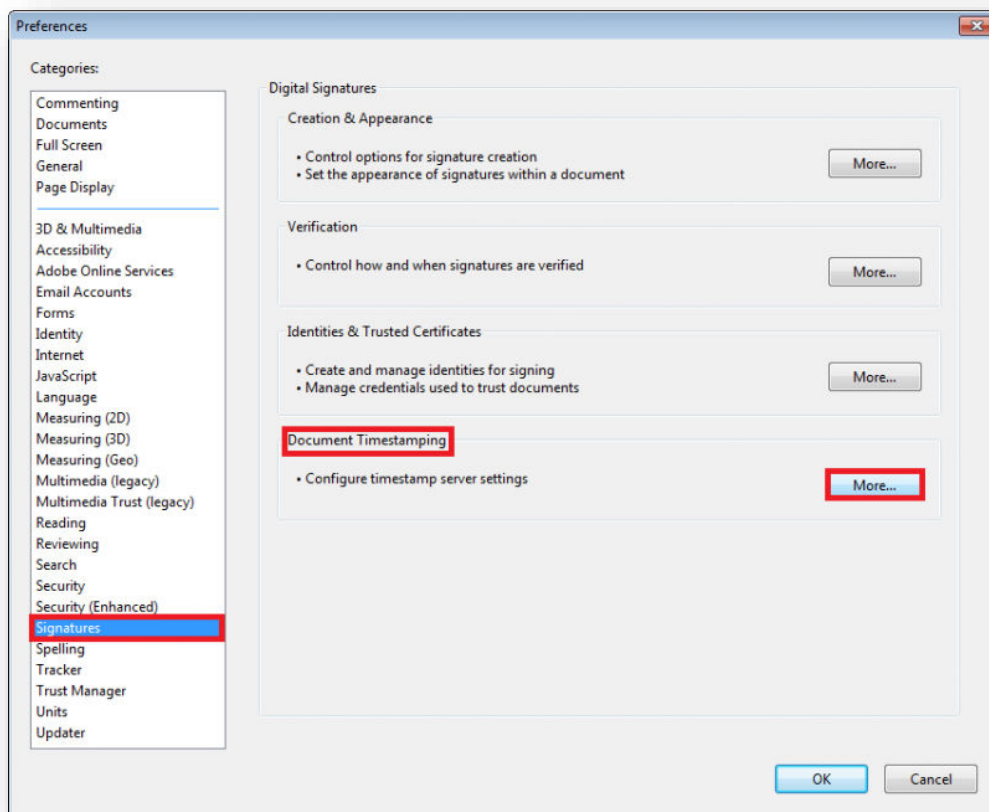 Preferences
Categories:
Commenting
Documents
Full Screen
General
Page Display
3D & Multimedia
Accessibility
Adobe Online Services
Email Accounts
Forms
Identity
Internet
JavaScript
Language
Measuring (2D)
Measuring (3D)
Measuring (Geo)
Multimedia (legacy)
Multimedia Trust (legacy)
Reading
Reviewing
Search
Security
Security (Enhanced)
Signatures
Spelling
Tracker
Trust Manager
Units
Updater
Digital Signatures
Creation & Appearance
• Control options for signature creation
• Set the appearance of signatures within a document
More...
Verification
• Control how and when signatures are verified
More...
Identities & Trusted Certificates
• Create and manage identities for signing
• Manage credentials used to trust documents
More...
Document Timestamping
• Configure timestamp server settings
More...
OK
Cancel